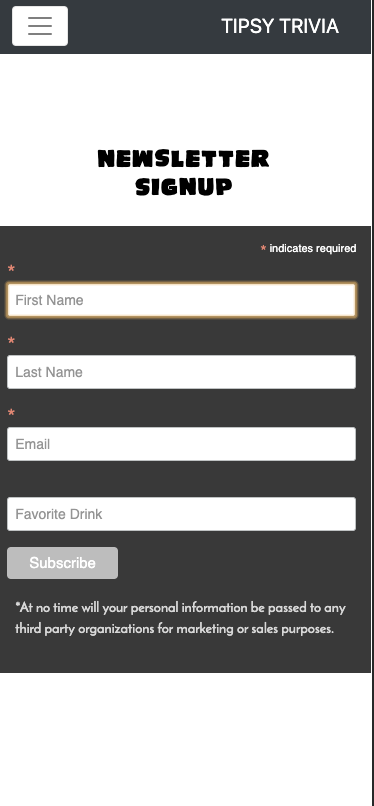 TIPSY TRIVIA
NEWSLETTER
SIGNUP
* indicates required
*
First Name
*
Last Name
*
Email
Favorite Drink
Subscribe
*At no time will your personal information be passed to any
third party organizations for marketing or sales purposes.